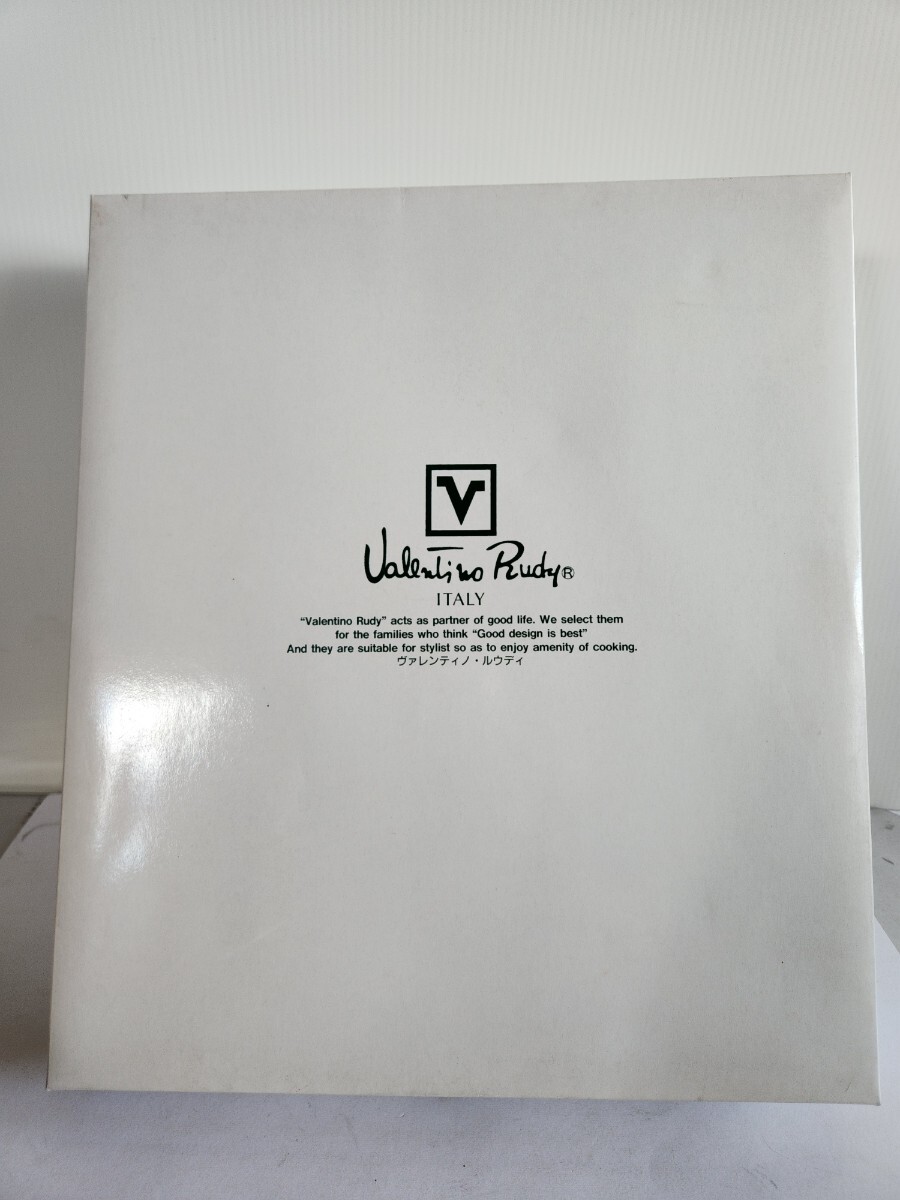 V
Valentino Rudy®
ITALY
“Valentino Rudy” acts as partner of good life. We select them
for the families who think “Good design is best”
And they are suitable for stylist so as to enjoy amenity of cooking.
ヴァレンティノ・ルウディ